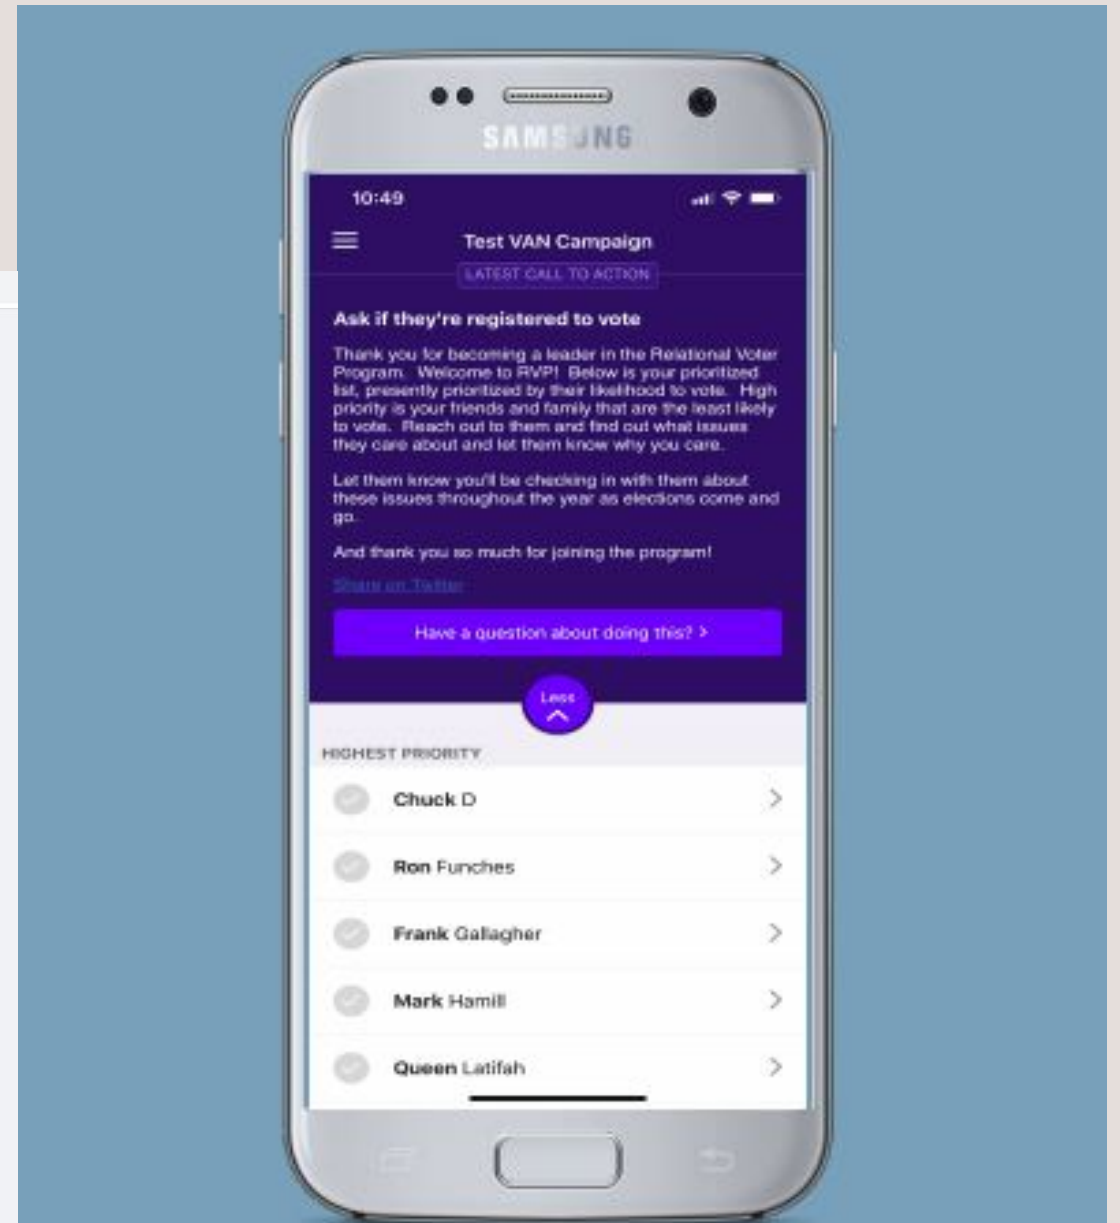 SAMSUNG
10:49
Test VAN Campaign
LATEST CALL TO ACTION
Ask if they're registered to vote
Thank you for becoming a leader in the Relational Voter
Program. Welcome to RVP! Below is your prioritized
list, presently prioritized by their likelihood to vote. High
priority is your friends and family that are the least likely
to vote. Reach out to them and find out what issues
they care about and let them know why you care.
Let them know you'll be checking in with them about
these issues throughout the year as elections come and
go.
And thank you so much for joining the program!
Share on Twitter
Have a question about doing this? >
Less
HIGHEST PRIORITY
Chuck D
Ron Funches
Frank Gallagher
Mark Hamill
Queen Latifah